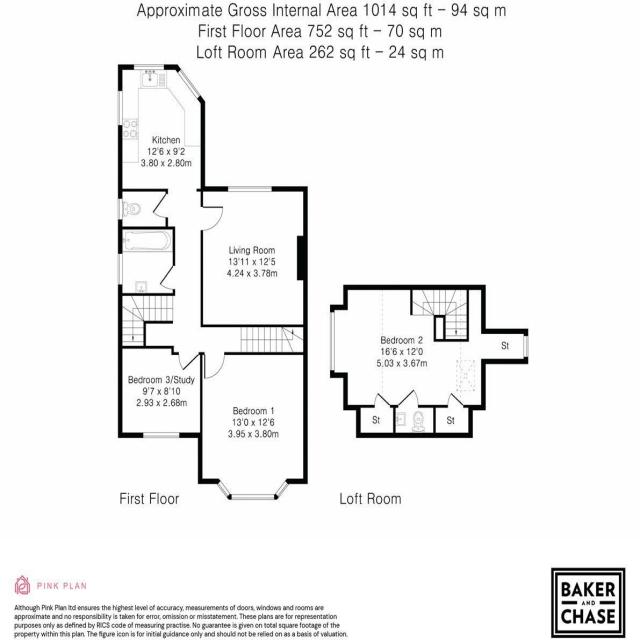 Approximate Gross Internal Area 1014 sq ft – 94 sq m
First Floor Area 752 sq ft – 70 sq m
Loft Room Area 262 sq ft – 24 sq m
Kitchen
12'6 x 9'2
3.80 x 2.80m
Living Room
13'11 x 12'5
4.24 x 3.78m
Bedroom 2
16'6 x 12'0
5.03 x 3.67m
St
Bedroom 3/Study
9'7 x 8'10
2.93 x 2.68m
Bedroom 1
13'0 x 12'6
3.95 x 3.80m
St
St
First Floor
Loft Room
PINK PLAN
BAKER
AND
CHASE
Although Pink Plan ltd ensures the highest level of accuracy, measurements of doors, windows and rooms are
approximate and no responsibility is taken for error, omission or misstatement. These plans are for representation
purposes only as defined by RICS code of measuring practise. No guarantee is given on total square footage of the
property within this plan. The figure icon is for initial guidance only and should not be relied on as a basis of valuation.